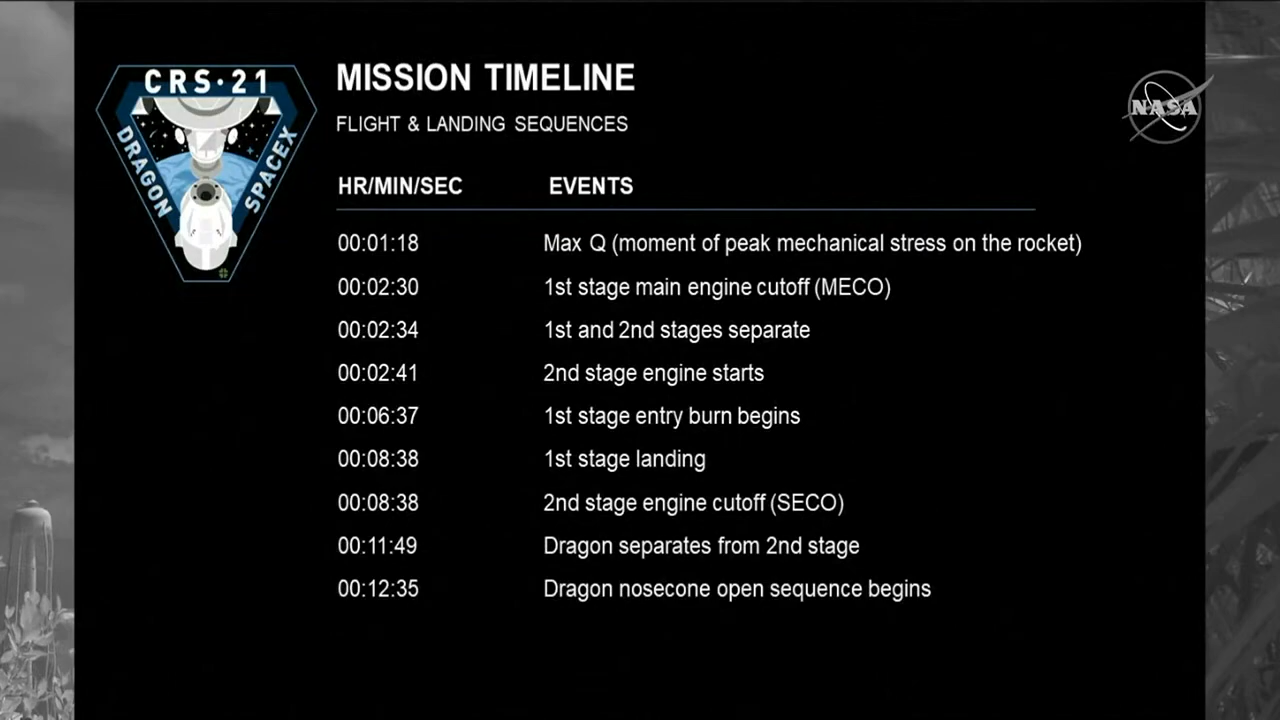 CRS·21
DRAGON
SPACEX
MISSION TIMELINE
FLIGHT & LANDING SEQUENCES
NASA
HR/MIN/SEC EVENTS
00:01:18 Max Q (moment of peak mechanical stress on the rocket)
00:02:30 1st stage main engine cutoff (MECO)
00:02:34 1st and 2nd stages separate
00:02:41 2nd stage engine starts
00:06:37 1st stage entry burn begins
00:08:38 1st stage landing
00:08:38 2nd stage engine cutoff (SECO)
00:11:49 Dragon separates from 2nd stage
00:12:35 Dragon nosecone open sequence begins